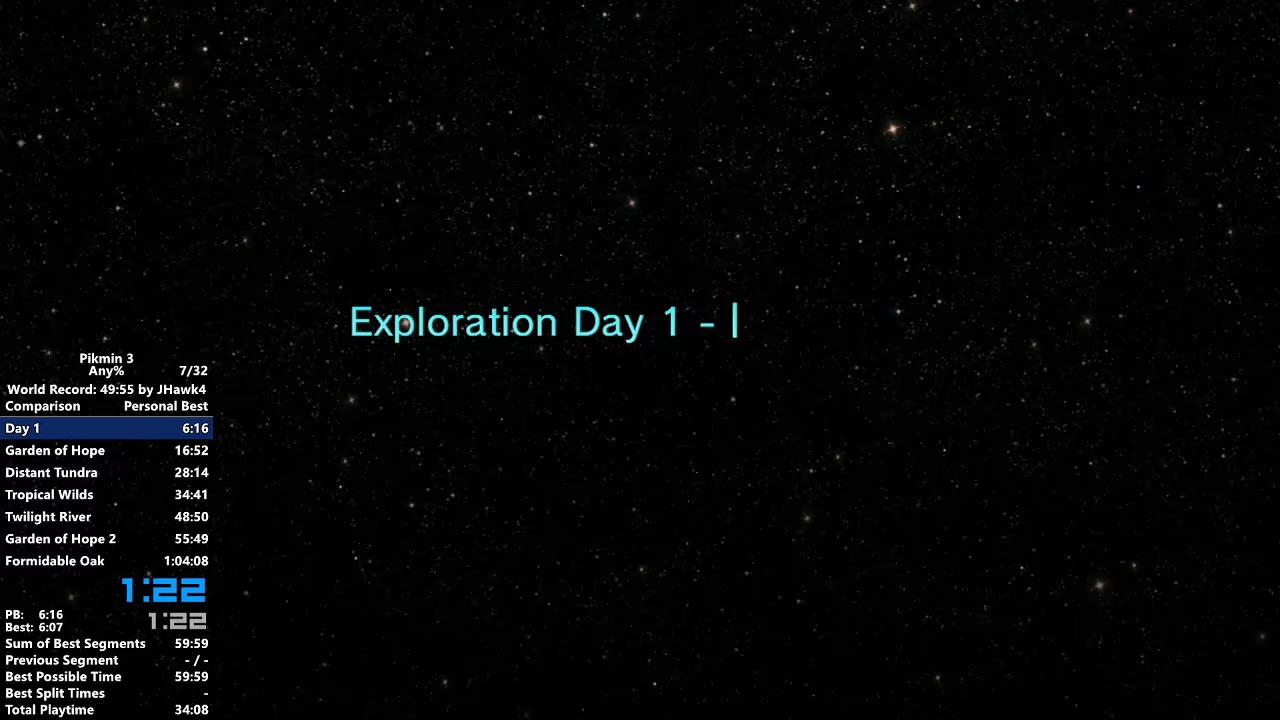 Exploration Day 1 - l
Pikmin 3
Any% 7/32
World Record: 49:55 by JHawk4
Comparison Personal Best
Day 1 6:16
Garden of Hope 16:52
Distant Tundra 28:14
Tropical Wilds 34:41
Twilight River 48:50
Garden of Hope 2 55:49
Formidable Oak 1:04:08
1:22
PB: 6:16
1:22
Best: 6:07
Sum of Best Segments 59:59
Previous Segment - / -
Best Possible Time 59:59
Best Split Times -
Total Playtime 34:08